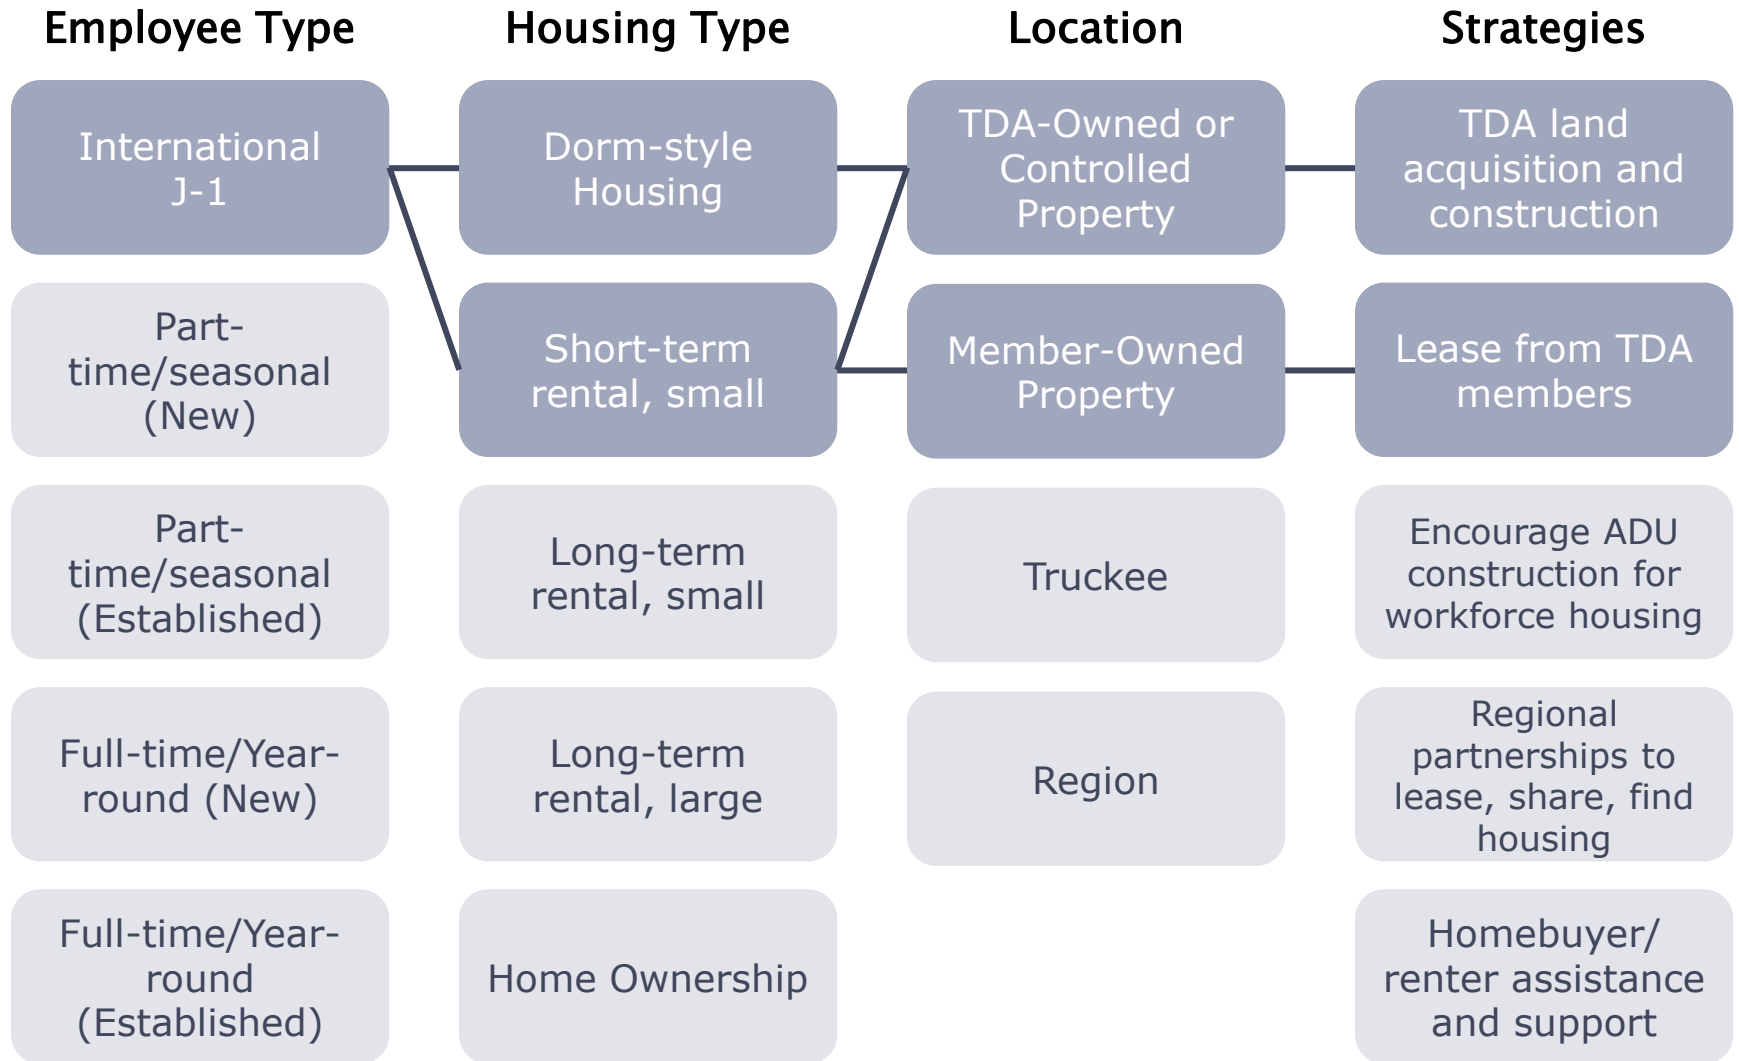 Employee Type
Housing Type
Location
Strategies
International
J-1
Dorm-style
Housing
TDA-Owned or
Controlled
Property
TDA land
acquisition and
construction
Part-
time/seasonal
(New)
Short-term
rental, small
Member-Owned
Property
Lease from TDA
members
Part-
time/seasonal
(Established)
Long-term
rental, small
Truckee
Encourage ADU
construction for
workforce housing
Full-time/Year-
round (New)
Long-term
rental, large
Region
Regional
partnerships to
lease, share, find
housing
Full-time/Year-
round
(Established)
Home Ownership
Homebuyer/
renter assistance
and support